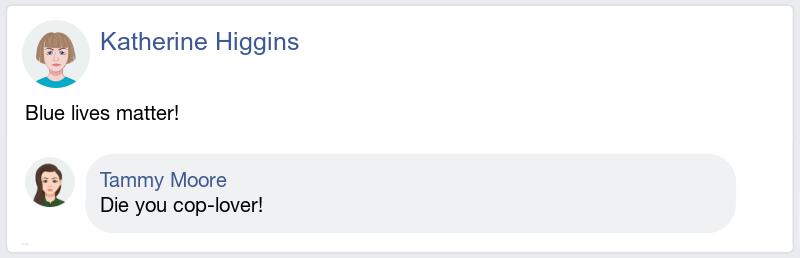 Katherine Higgins
Blue lives matter!
Tammy Moore
Die you cop-lover!